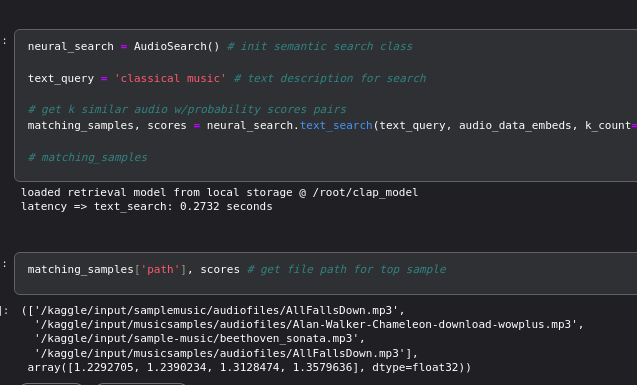 :
neural_search = AudioSearch() # init semantic search class
text_query = 'classical music' # text description for search
# get k similar audio w/probability scores pairs
matching_samples, scores = neural_search.text_search(text_query, audio_data_embeds, k_count=
# matching_samples
loaded retrieval model from local storage @ /root/clap_model
latency => text_search: 0.2732 seconds
:
matching_samples['path'], scores # get file path for top sample
]:
(['/kaggle/input/samplemusic/audiofiles/AllFallsDown.mp3',
'/kaggle/input/musicsamples/audiofiles/Alan-Walker-Chameleon-download-wowplus.mp3',
'/kaggle/input/sample-music/beethoven_sonata.mp3',
'/kaggle/input/musicsamples/audiofiles/AllFallsDown.mp3'],
array([1.2292705, 1.2390234, 1.3128474, 1.3579636], dtype=float32))